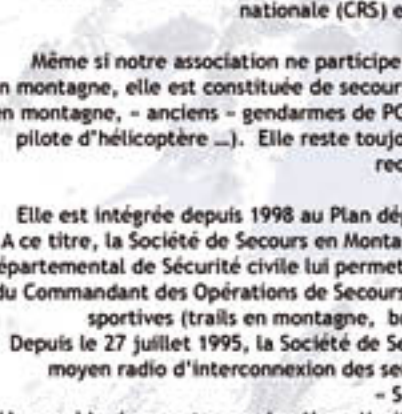 nationale (CRS) e
Même si notre association ne participe
n montagne, elle est constituée de secour
en montagne, – anciens – gendarmes de PG
pilote d'hélicoptère …). Elle reste toujo
rec
Elle est intégrée depuis 1998 au Plan dép
A ce titre, la Société de Secours en Monta
épartemental de Sécurité civile lui permet
du Commandant des Opérations de Secours
sportives (trails en montagne, b
Depuis le 27 juillet 1995, la Société de Se
moyen radio d'interconnexion des se
– S